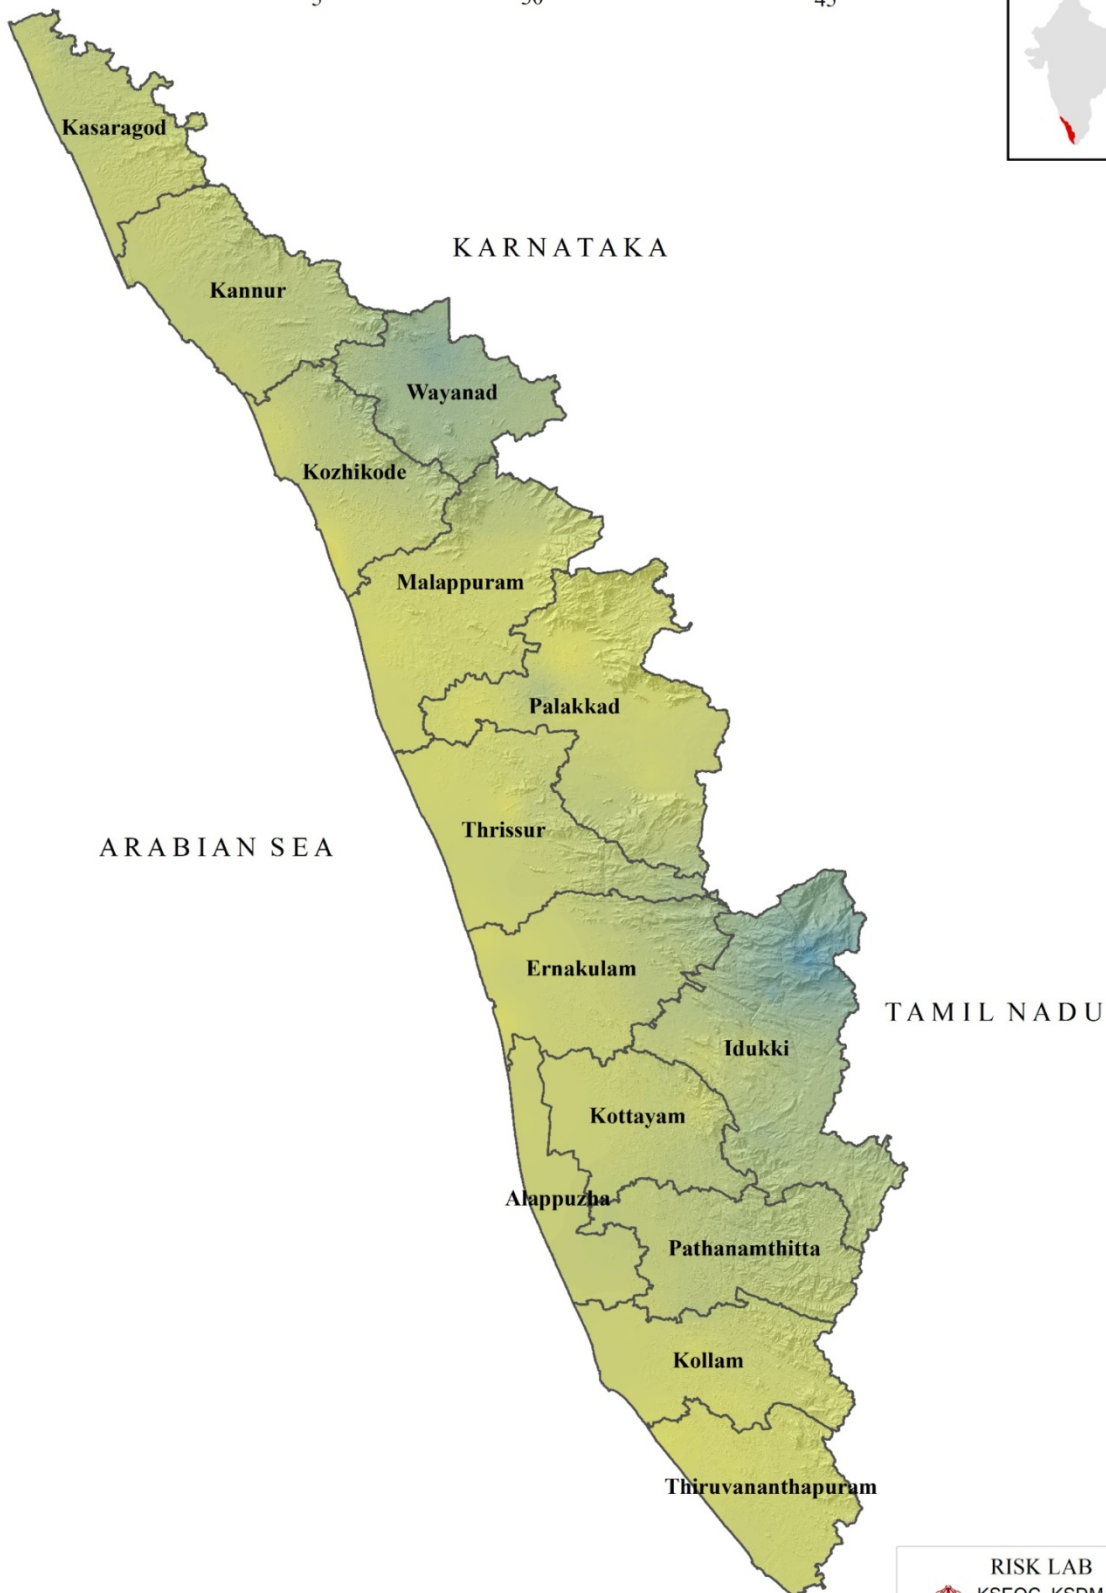 Kasaragod
KARNATAKA
Kannur
Wayanad
Kozhikode
Malappuram
Palakkad
Thrissur
ARABIAN SEA
Ernakulam
TAMIL NADU
Idukki
Kottayam
Alappuzha
Pathanamthitta
Kollam
Thiruvananthapuram
RISK LAB